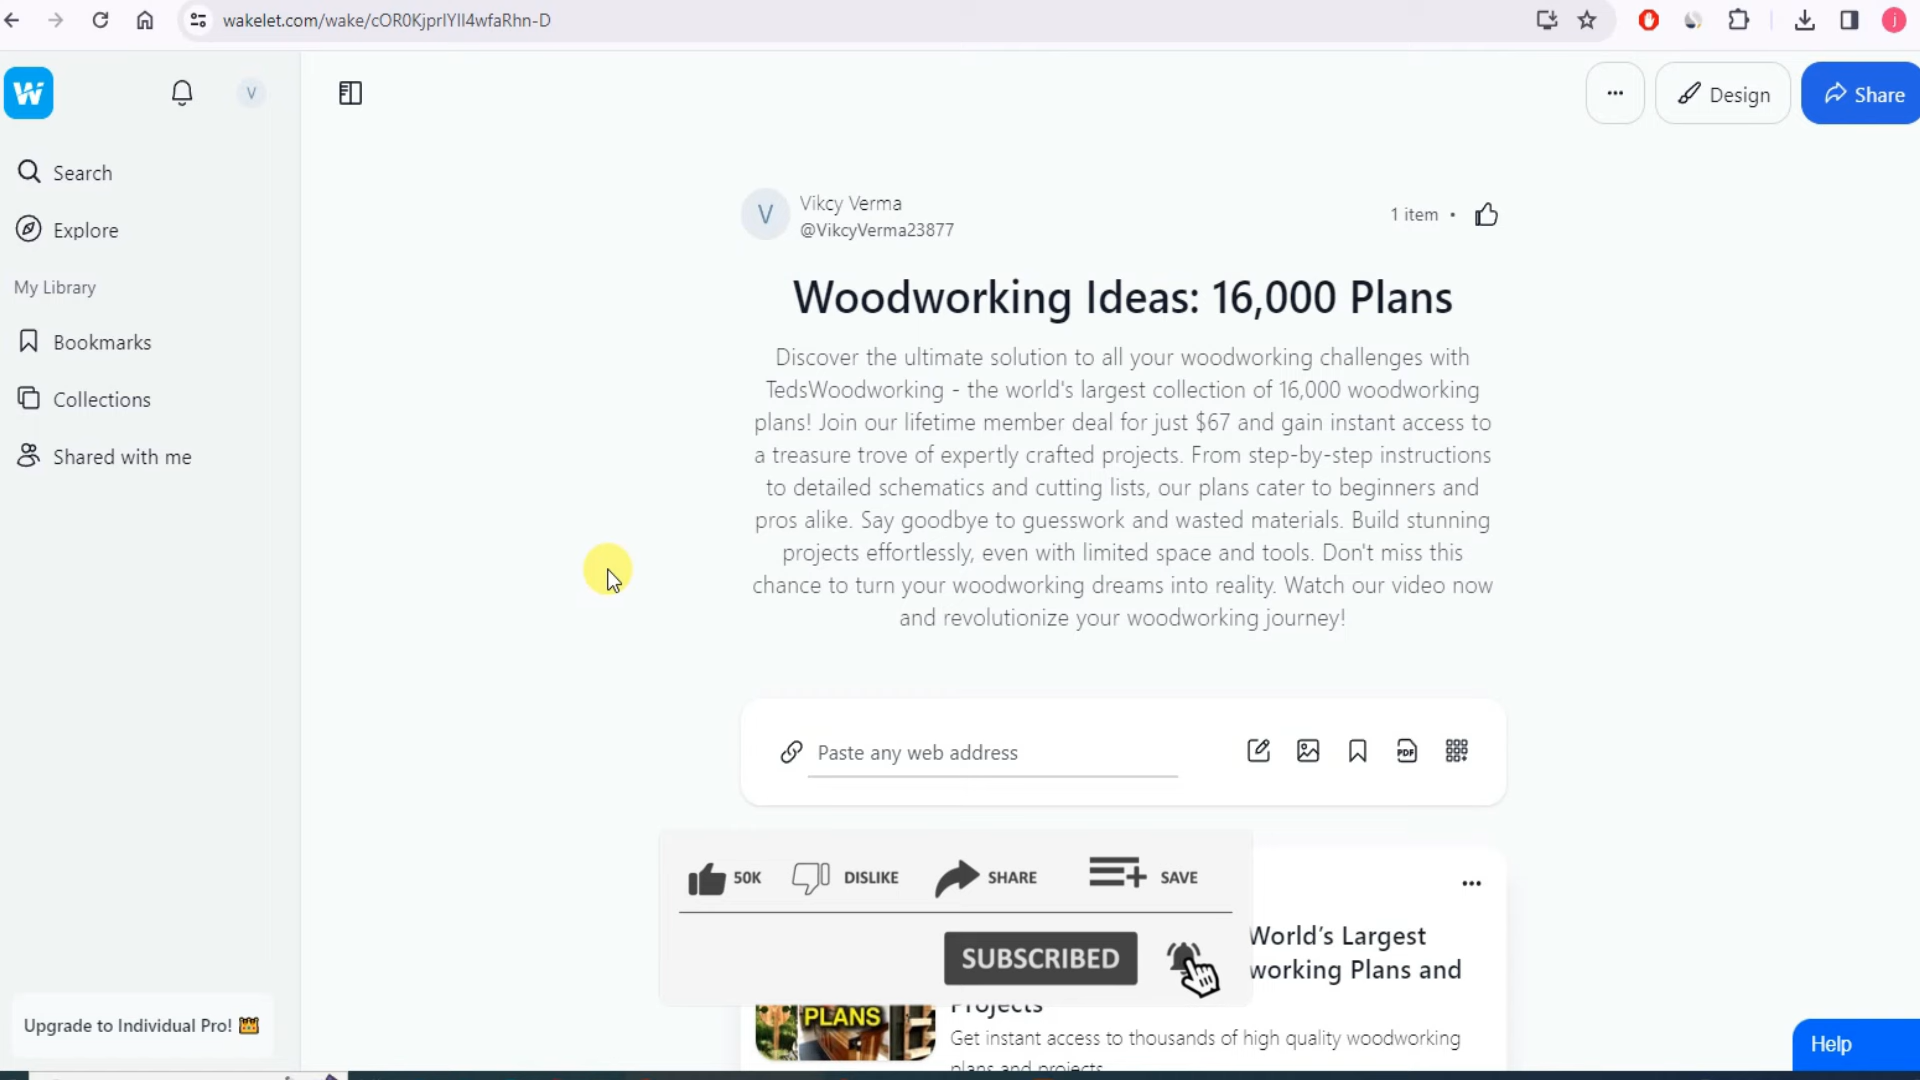 wakelet.com/wake/cOR0KjprlYlI4wfaRhn-D
j
W
V
Design
Share
Search
Explore
My Library
Bookmarks
Collections
Shared with me
V
Vikcy Verma
@VikcyVerma23877
1 item •
Woodworking Ideas: 16,000 Plans
Discover the ultimate solution to all your woodworking challenges with
TedsWoodworking - the world's largest collection of 16,000 woodworking
plans! Join our lifetime member deal for just $67 and gain instant access to
a treasure trove of expertly crafted projects. From step-by-step instructions
to detailed schematics and cutting lists, our plans cater to beginners and
pros alike. Say goodbye to guesswork and wasted materials. Build stunning
projects effortlessly, even with limited space and tools. Don't miss this
chance to turn your woodworking dreams into reality. Watch our video now
and revolutionize your woodworking journey!
Paste any web address
PDF
50K
DISLIKE
SHARE
SAVE
SUBSCRIBED
World's Largest
working Plans and
Projects
PLANS
Get instant access to thousands of high quality woodworking
plans and projects
Upgrade to Individual Pro!
Help